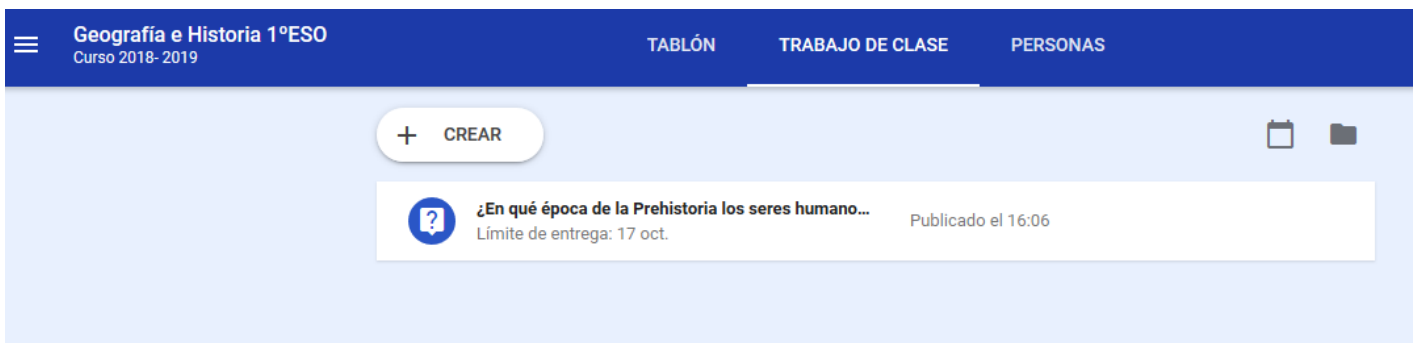 Geografía e Historia 1ºESO
Curso 2018- 2019
TABLÓN
TRABAJO DE CLASE
PERSONAS
+ CREAR
¿En qué época de la Prehistoria los seres humano...
Límite de entrega: 17 oct.
Publicado el 16:06